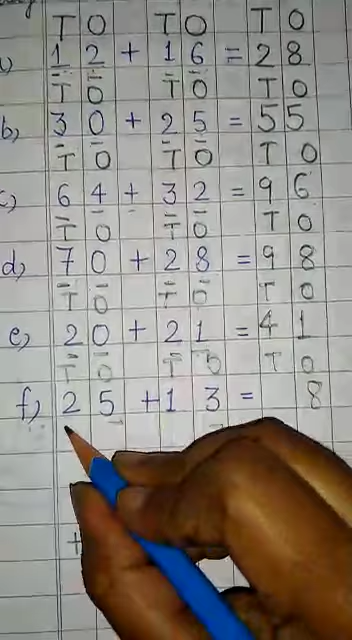 T O T O T O
1 2 + 1 6 = 2 8
T O T O T O
b) 3 0 + 2 5 = 5 5
T O T O T O
c) 6 4 + 3 2 = 9 6
T O T O T O
d) 7 0 + 2 8 = 9 8
T O T O T O
e) 2 0 + 2 1 = 4 1
T O T O T O
f) 2 5 + 1 3 = 8
+